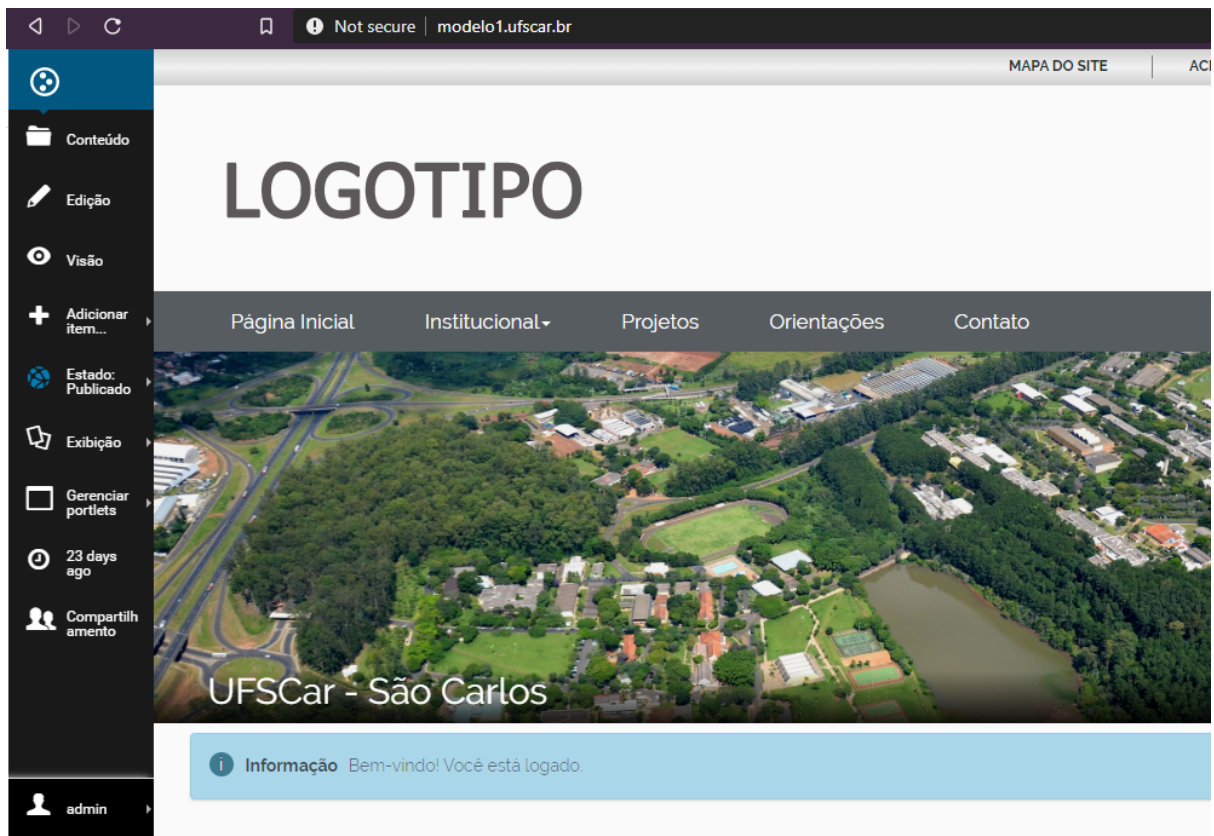 Not secure | modelo1.ufscar.br
MAPA DO SITE
Conteúdo
Edição
Visão
Adicionar
item...
Estado:
Publicado
Exibição
Gerenciar
portlets
23 days
ago
Compartilh
amento
admin
LOGOTIPO
Página Inicial Institucional Projetos Orientações Contato
UFSCar - São Carlos
Informação Bem-vindo! Você está logado.